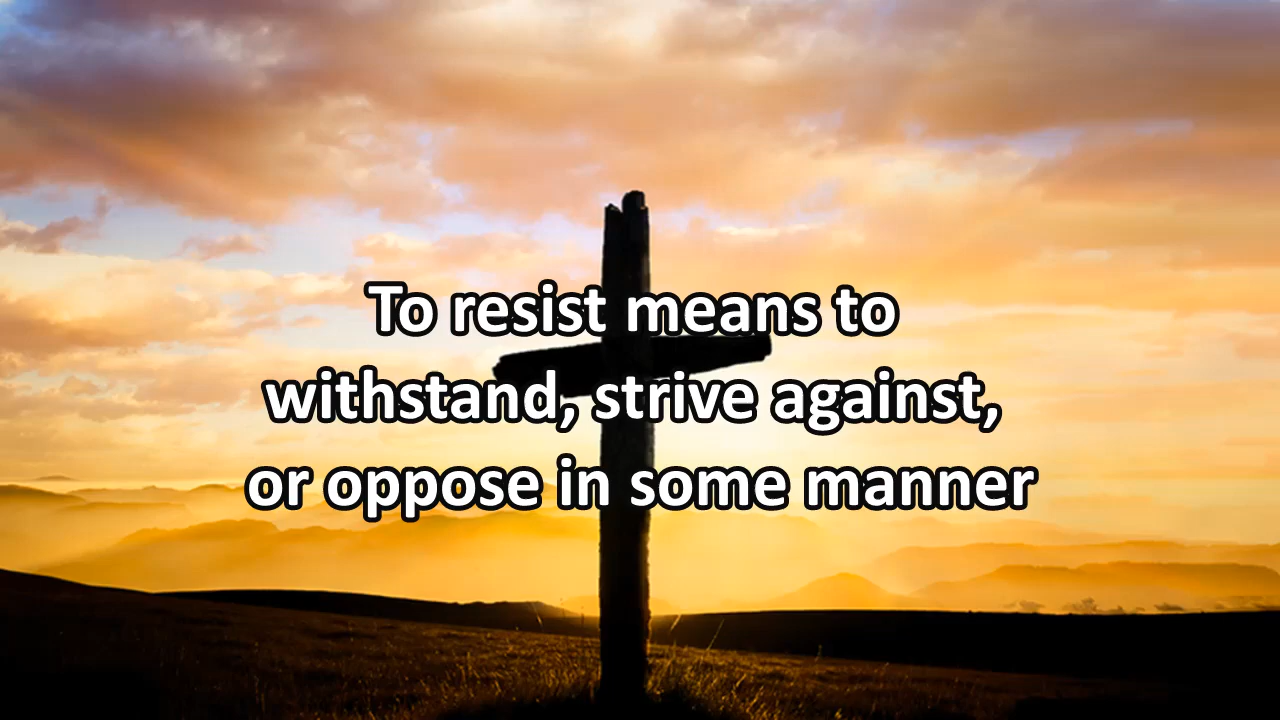 To resist means to
withstand, strive against,
or oppose in some manner